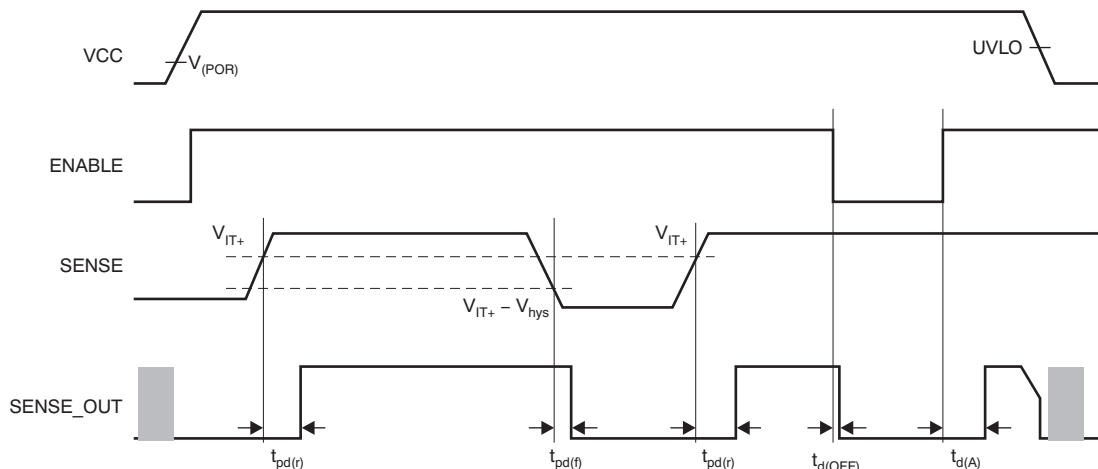 VCC
V(POR)
UVLO
ENABLE
SENSE
VIT+
VIT+
VIT+ – Vhys
SENSE_OUT
tpd(r)
tpd(f)
tpd(r)
td(OFF)
td(A)